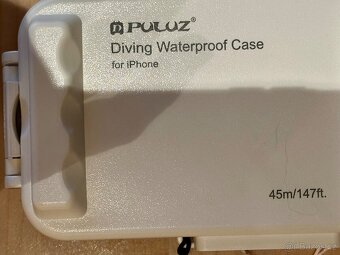 PULUZ
Diving Waterproof Case
for iPhone
45m/147ft.